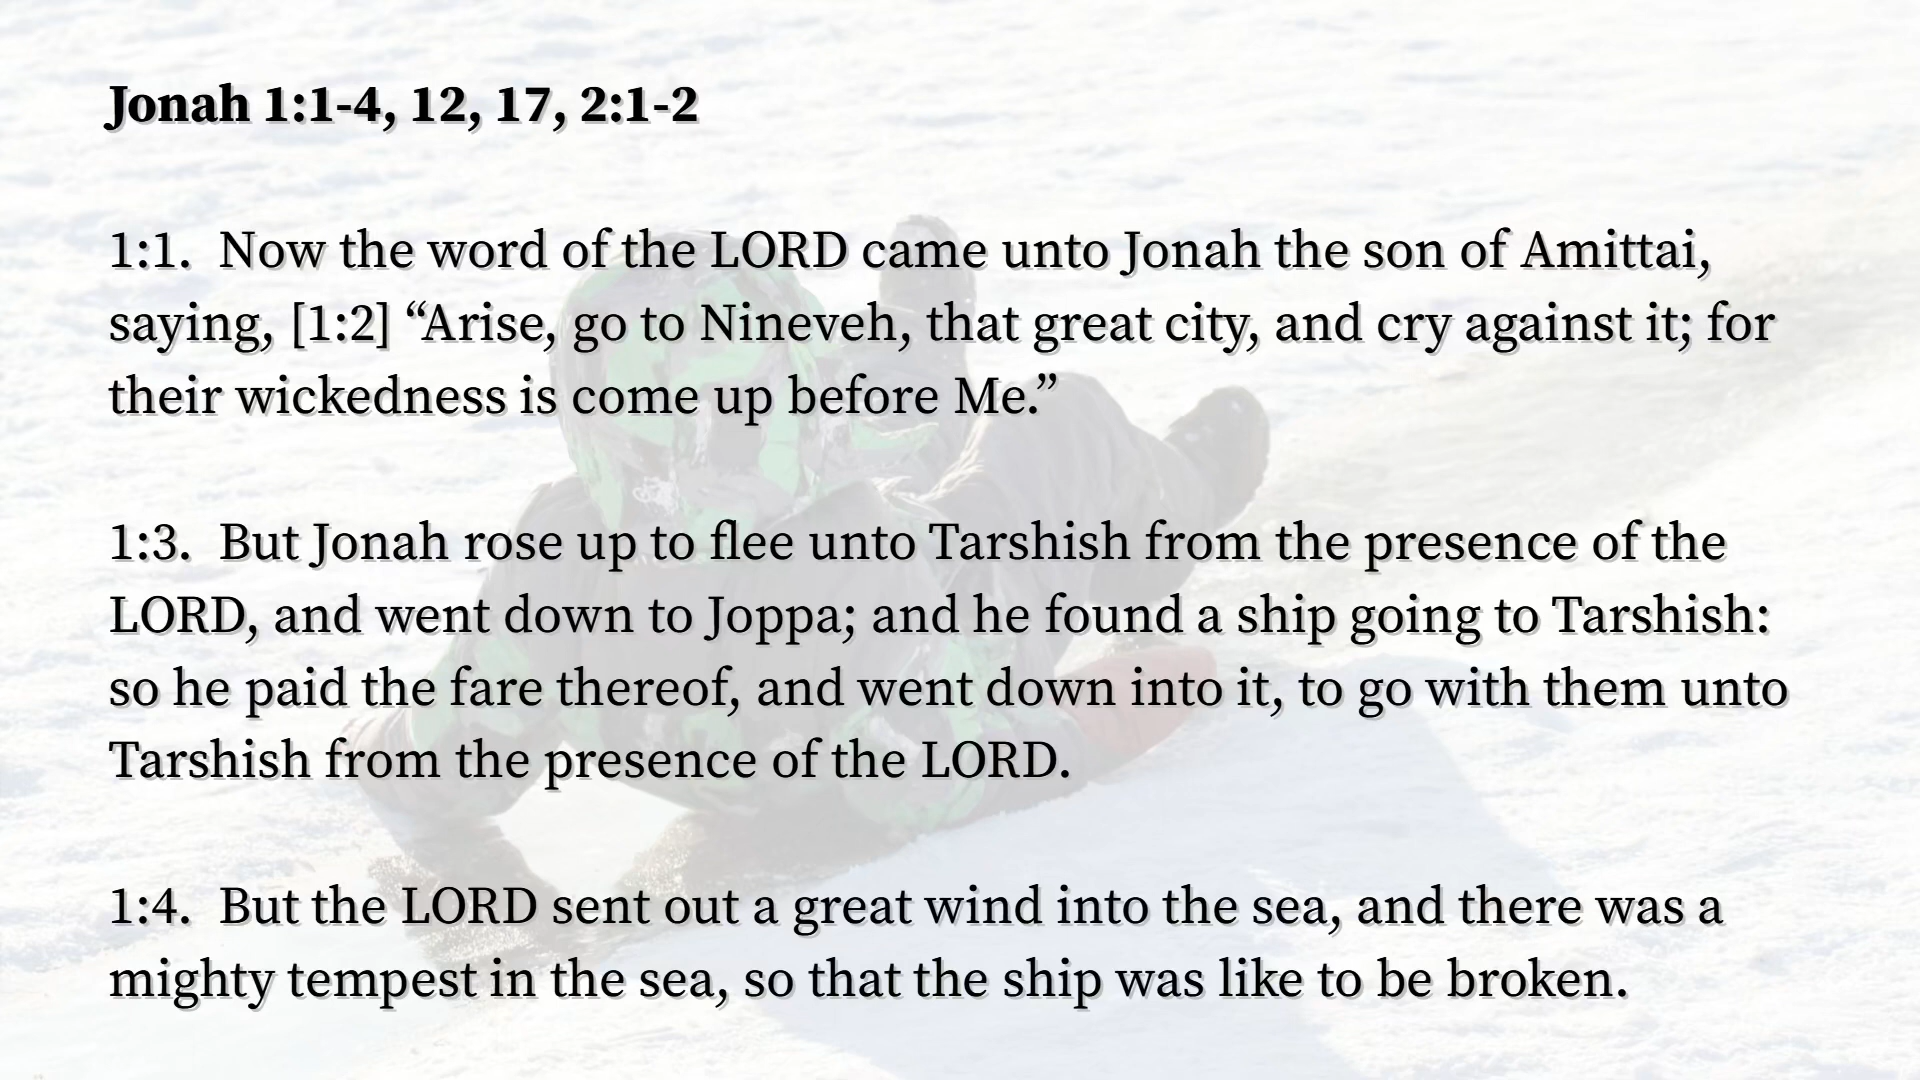 Jonah 1:1-4, 12, 17, 2:1-2
1:1.  Now the word of the LORD came unto Jonah the son of Amittai,
saying, [1:2] “Arise, go to Nineveh, that great city, and cry against it; for
their wickedness is come up before Me.”
1:3.  But Jonah rose up to flee unto Tarshish from the presence of the
LORD, and went down to Joppa; and he found a ship going to Tarshish:
so he paid the fare thereof, and went down into it, to go with them unto
Tarshish from the presence of the LORD.
1:4.  But the LORD sent out a great wind into the sea, and there was a
mighty tempest in the sea, so that the ship was like to be broken.